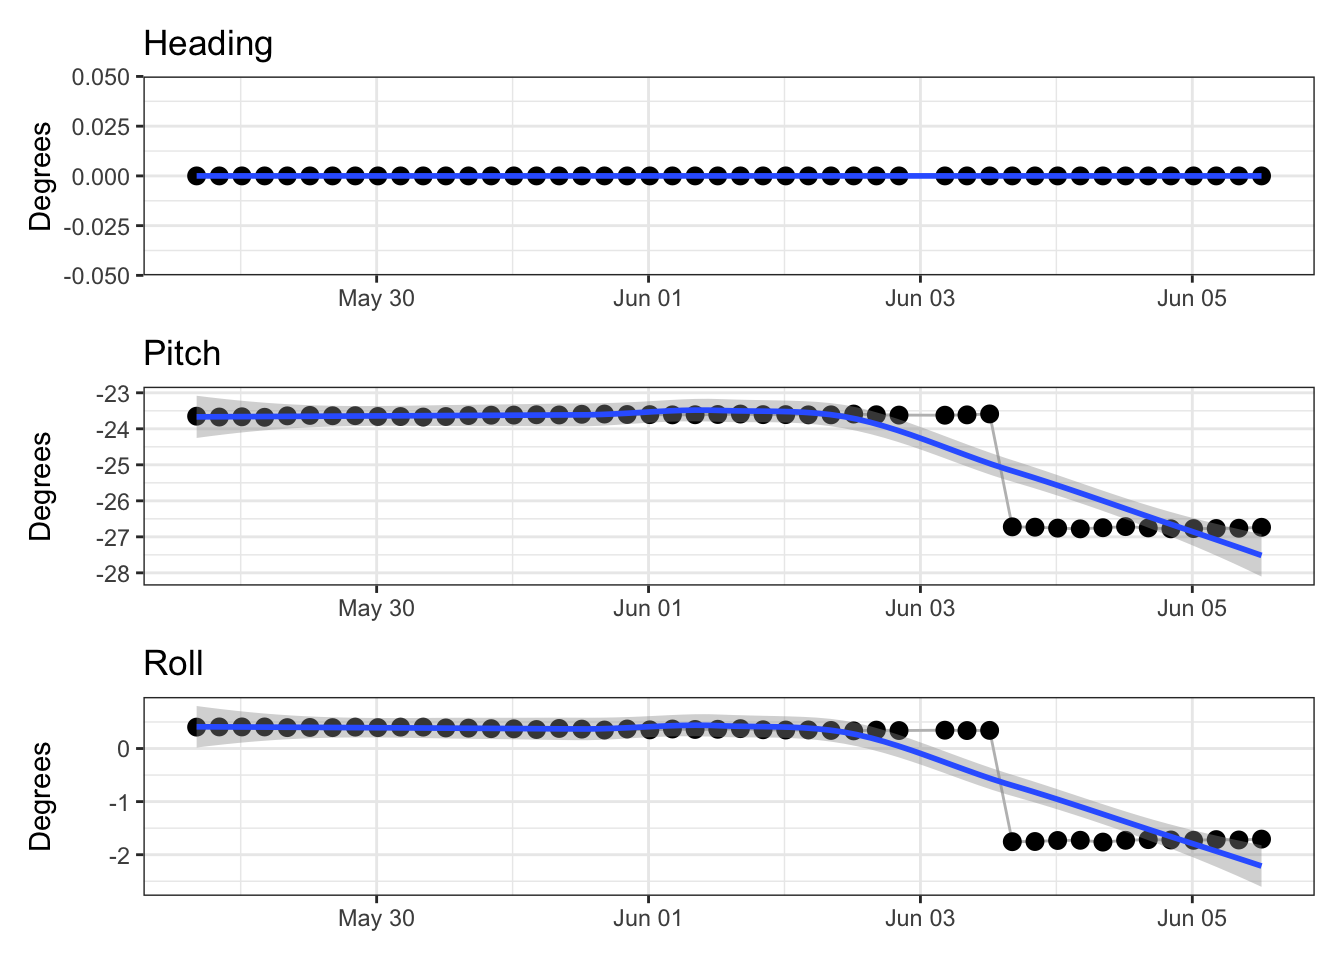 Heading
Degrees
0.050
0.025
0.000
-0.025
-0.050
May 30 Jun 01 Jun 03 Jun 05
Pitch
Degrees
-23
-24
-25
-26
-27
-28
May 30 Jun 01 Jun 03 Jun 05
Roll
Degrees
0
-1
-2
May 30 Jun 01 Jun 03 Jun 05